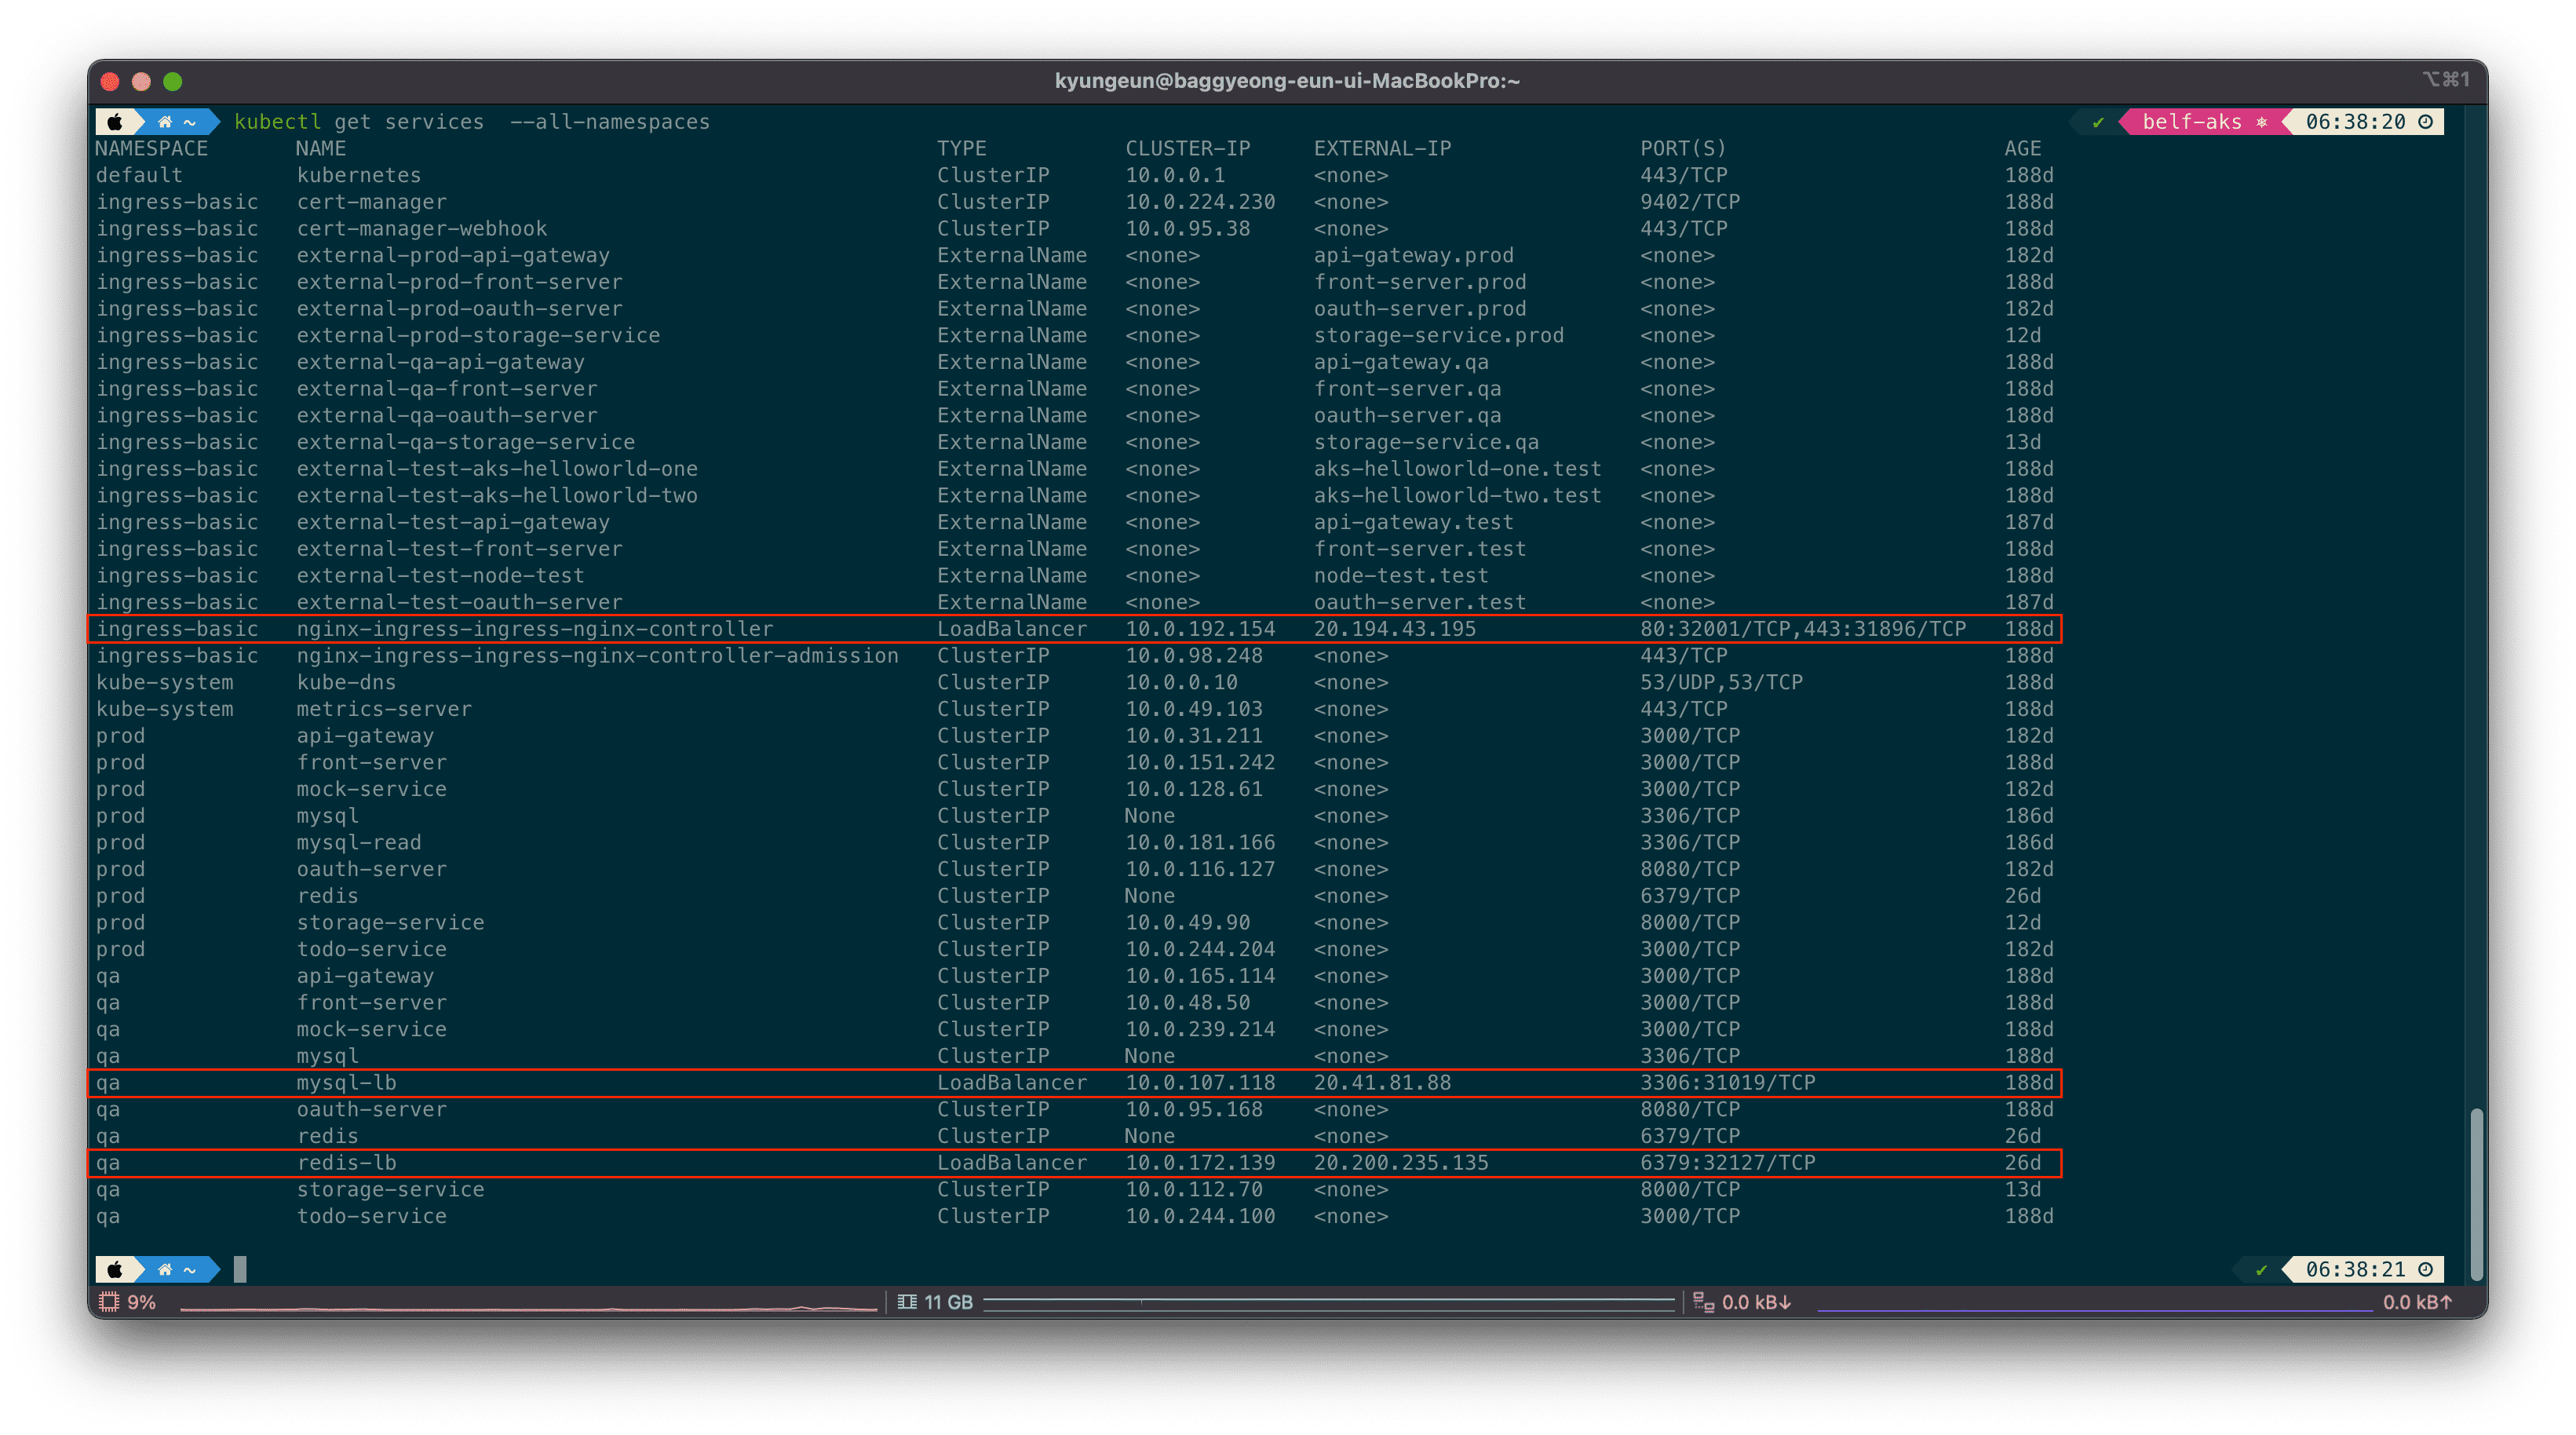 kyungeun@baggyeong-eun-ui-MacBookPro:~ ⌥⌘1
~ kubectl get services  --all-namespaces ✔ belf-aks ⎈ 06:38:20
NAMESPACE NAME TYPE CLUSTER-IP EXTERNAL-IP PORT(S) AGE
default kubernetes ClusterIP 10.0.0.1 <none> 443/TCP 188d
ingress-basic cert-manager ClusterIP 10.0.224.230 <none> 9402/TCP 188d
ingress-basic cert-manager-webhook ClusterIP 10.0.95.38 <none> 443/TCP 188d
ingress-basic external-prod-api-gateway ExternalName <none> api-gateway.prod <none> 182d
ingress-basic external-prod-front-server ExternalName <none> front-server.prod <none> 188d
ingress-basic external-prod-oauth-server ExternalName <none> oauth-server.prod <none> 182d
ingress-basic external-prod-storage-service ExternalName <none> storage-service.prod <none> 12d
ingress-basic external-qa-api-gateway ExternalName <none> api-gateway.qa <none> 188d
ingress-basic external-qa-front-server ExternalName <none> front-server.qa <none> 188d
ingress-basic external-qa-oauth-server ExternalName <none> oauth-server.qa <none> 188d
ingress-basic external-qa-storage-service ExternalName <none> storage-service.qa <none> 13d
ingress-basic external-test-aks-helloworld-one ExternalName <none> aks-helloworld-one.test <none> 188d
ingress-basic external-test-aks-helloworld-two ExternalName <none> aks-helloworld-two.test <none> 188d
ingress-basic external-test-api-gateway ExternalName <none> api-gateway.test <none> 187d
ingress-basic external-test-front-server ExternalName <none> front-server.test <none> 188d
ingress-basic external-test-node-test ExternalName <none> node-test.test <none> 188d
ingress-basic external-test-oauth-server ExternalName <none> oauth-server.test <none> 187d
ingress-basic nginx-ingress-ingress-nginx-controller LoadBalancer 10.0.192.154 20.194.43.195 80:32001/TCP,443:31896/TCP 188d
ingress-basic nginx-ingress-ingress-nginx-controller-admission ClusterIP 10.0.98.248 <none> 443/TCP 188d
kube-system kube-dns ClusterIP 10.0.0.10 <none> 53/UDP,53/TCP 188d
kube-system metrics-server ClusterIP 10.0.49.103 <none> 443/TCP 188d
prod api-gateway ClusterIP 10.0.31.211 <none> 3000/TCP 182d
prod front-server ClusterIP 10.0.151.242 <none> 3000/TCP 188d
prod mock-service ClusterIP 10.0.128.61 <none> 3000/TCP 182d
prod mysql ClusterIP None <none> 3306/TCP 186d
prod mysql-read ClusterIP 10.0.181.166 <none> 3306/TCP 186d
prod oauth-server ClusterIP 10.0.116.127 <none> 8080/TCP 182d
prod redis ClusterIP None <none> 6379/TCP 26d
prod storage-service ClusterIP 10.0.49.90 <none> 8000/TCP 12d
prod todo-service ClusterIP 10.0.244.204 <none> 3000/TCP 182d
qa api-gateway ClusterIP 10.0.165.114 <none> 3000/TCP 188d
qa front-server ClusterIP 10.0.48.50 <none> 3000/TCP 188d
qa mock-service ClusterIP 10.0.239.214 <none> 3000/TCP 188d
qa mysql ClusterIP None <none> 3306/TCP 188d
qa mysql-lb LoadBalancer 10.0.107.118 20.41.81.88 3306:31019/TCP 188d
qa oauth-server ClusterIP 10.0.95.168 <none> 8080/TCP 188d
qa redis ClusterIP None <none> 6379/TCP 26d
qa redis-lb LoadBalancer 10.0.172.139 20.200.235.135 6379:32127/TCP 26d
qa storage-service ClusterIP 10.0.112.70 <none> 8000/TCP 13d
qa todo-service ClusterIP 10.0.244.100 <none> 3000/TCP 188d
~ ✔ 06:38:21
9% 11 GB 0.0 kB↓ 0.0 kB↑